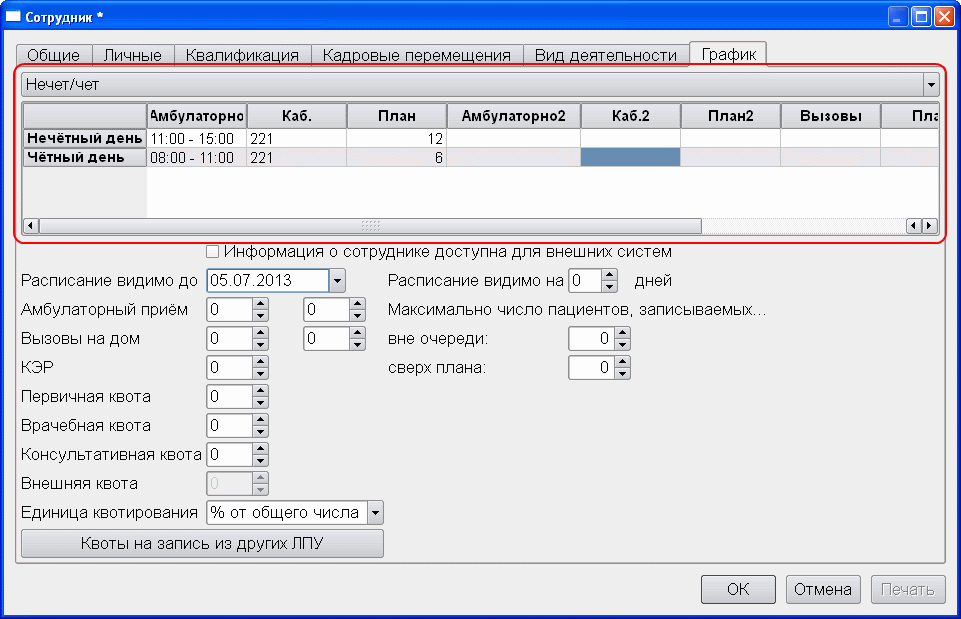 Сотрудник *
Общие Личные Квалификация Кадровые перемещения Вид деятельности График
Нечет/чет
Амбулаторно Каб. План Амбулаторно2 Каб.2 План2 Вызовы Пла
Нечётный день 11:00 - 15:00 221 12
Чётный день 08:00 - 11:00 221 6
Информация о сотруднике доступна для внешних систем
Расписание видимо до 05.07.2013 Расписание видимо на 0 дней
Амбулаторный приём 0 0 Максимально число пациентов, записываемых...
Вызовы на дом 0 0 вне очереди: 0
КЭР 0 сверх плана: 0
Первичная квота 0
Врачебная квота 0
Консультативная квота 0
Внешняя квота 0
Единица квотирования % от общего числа
Квоты на запись из других ЛПУ
ОК Отмена Печать